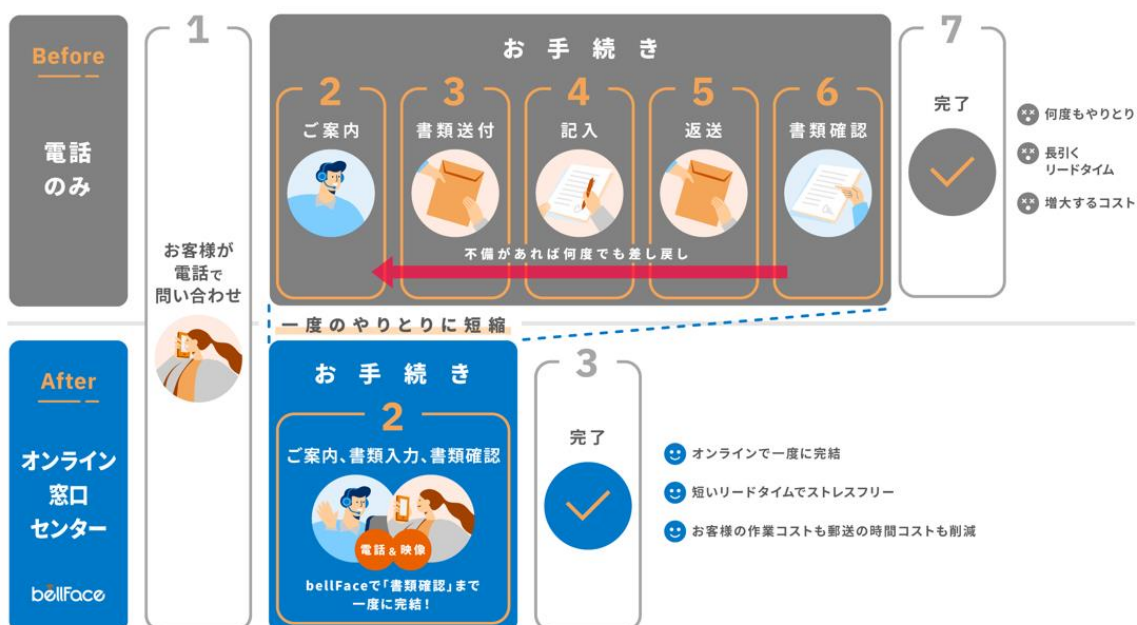 Before
電話
のみ
1
お客様が
電話で
問い合わせ
お手続き
2
ご案内
3
書類送付
4
記入
5
返送
6
書類確認
不備があれば何度でも差し戻し
7
完了
何度もやりとり
長引く
リードタイム
増大するコスト
一度のやりとりに短縮
After
オンライン
窓口
センター
bellFace
お手続き
2
ご案内、書類入力、書類確認
電話&映像
bellFaceで「書類確認」まで
一度に完結!
3
完了
オンラインで一度に完結
短いリードタイムでストレスフリー
お客様の作業コストも郵送の時間コストも削減